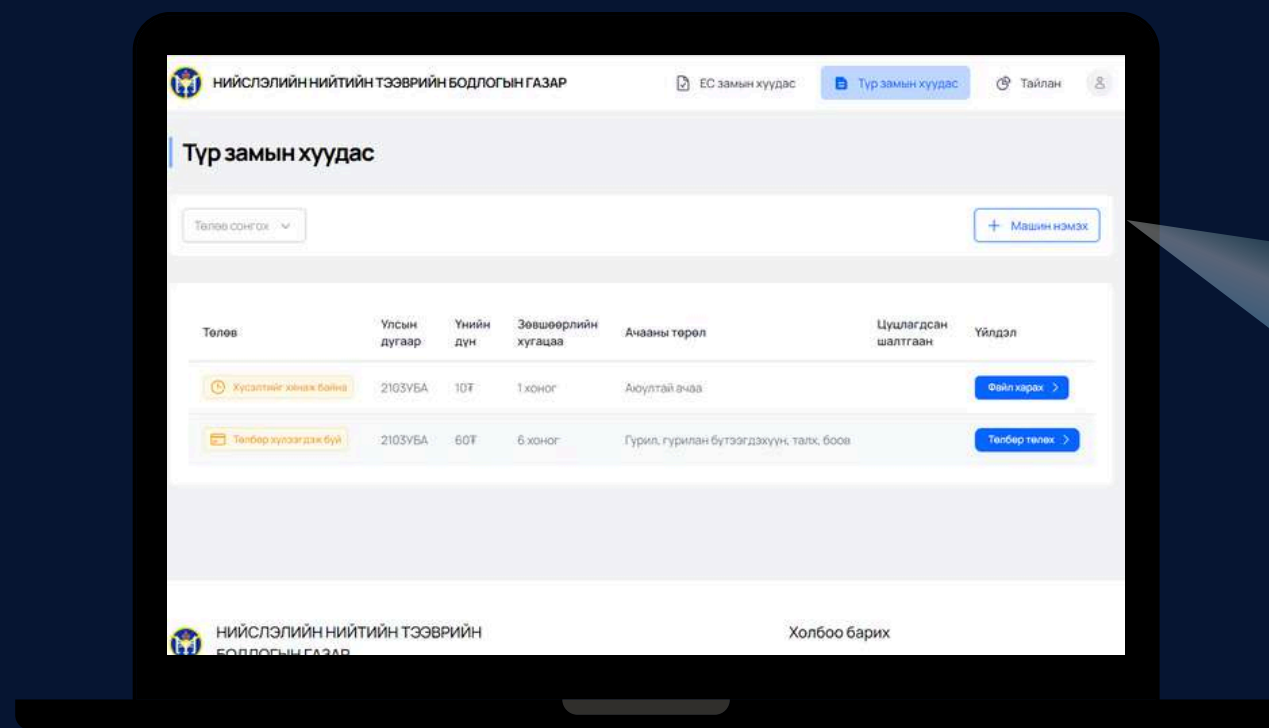 НИЙСЛЭЛИЙН НИЙТИЙН ТЭЭВРИЙН БОДЛОГЫН ГАЗАР
ЕС замын хуудас
Түр замын хуудас
Тайлан
Түр замын хуудас
Төлөв сонгох
+ Машин нэмэх
Төлөв
Улсын дугаар
Үнийн дүн
Зөвшөөрлийн хугацаа
Ачааны төрөл
Цуцлагдсан шалтгаан
Үйлдэл
Хүсэлтийг хянаж байна
2103УБА
10₮
1 хоног
Аюултай ачаа
Файл харах >
Төлбөр хүлээгдэж буй
2103УБА
60₮
6 хоног
Гурил, гурилан бүтээгдэхүүн, талх, боов
Төлбөр төлөх >
НИЙСЛЭЛИЙН НИЙТИЙН ТЭЭВРИЙН
БОДЛОГЫН ГАЗАР
Холбоо барих